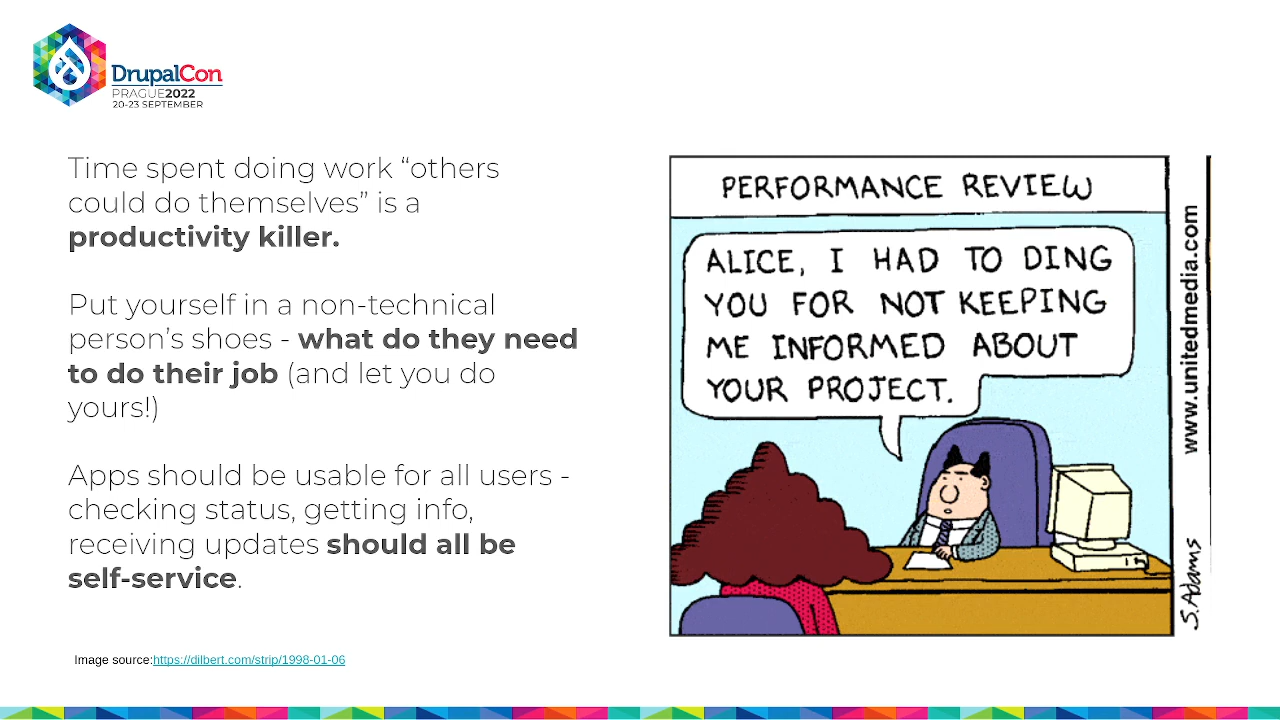 DrupalCon
PRAGUE2022
20-23 SEPTEMBER
Time spent doing work “others
could do themselves” is a
productivity killer.
Put yourself in a non-technical
person’s shoes - what do they need
to do their job (and let you do
yours!)
Apps should be usable for all users -
checking status, getting info,
receiving updates should all be
self-service.
Image source:https://dilbert.com/strip/1998-01-06
PERFORMANCE REVIEW
ALICE, I HAD TO DING
YOU FOR NOT KEEPING
ME INFORMED ABOUT
YOUR PROJECT.
www.unitedmedia.com
S.Adams